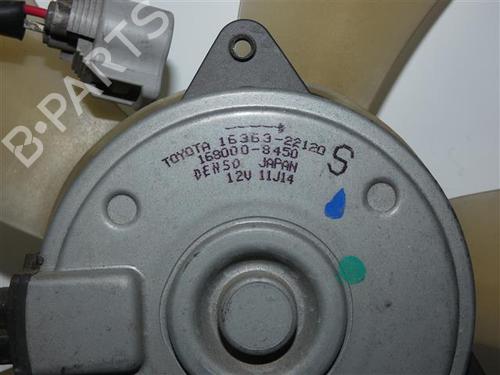 B-PARTS
TOYOTA 16363-22120
168000-8450
DENSO JAPAN
12V 11J14
S